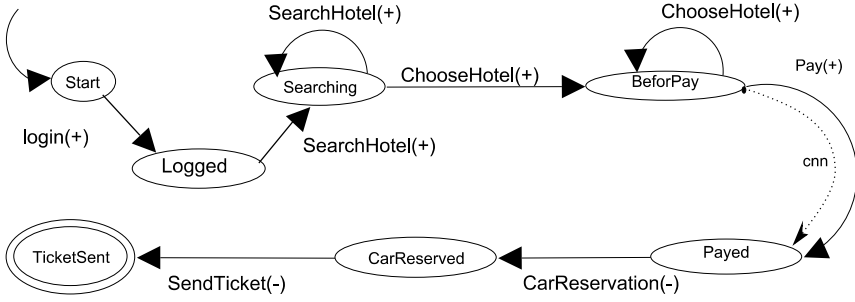 SearchHotel(+)
ChooseHotel(+)
Start
Searching
ChooseHotel(+)
BeforPay
Pay(+)
login(+)
Logged
SearchHotel(+)
cnn
TicketSent
CarReserved
Payed
SendTicket(-)
CarReservation(-)